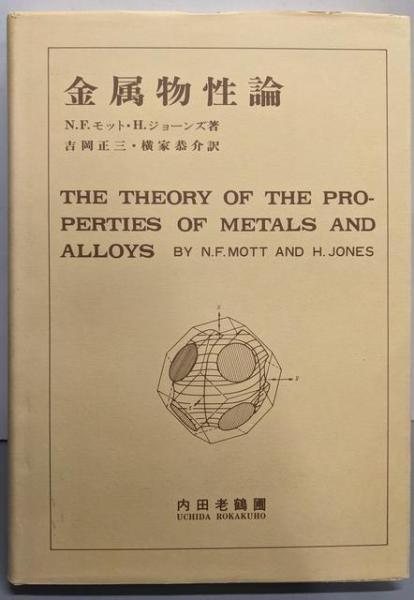 金属物性論
N.F.モット・H.ジョーンズ著
吉岡正三・横家恭介訳
THE THEORY OF THE PRO-
PERTIES OF METALS AND
ALLOYS BY N.F.MOTT AND H.JONES
内田老鶴圃
UCHIDA ROKAKUHO